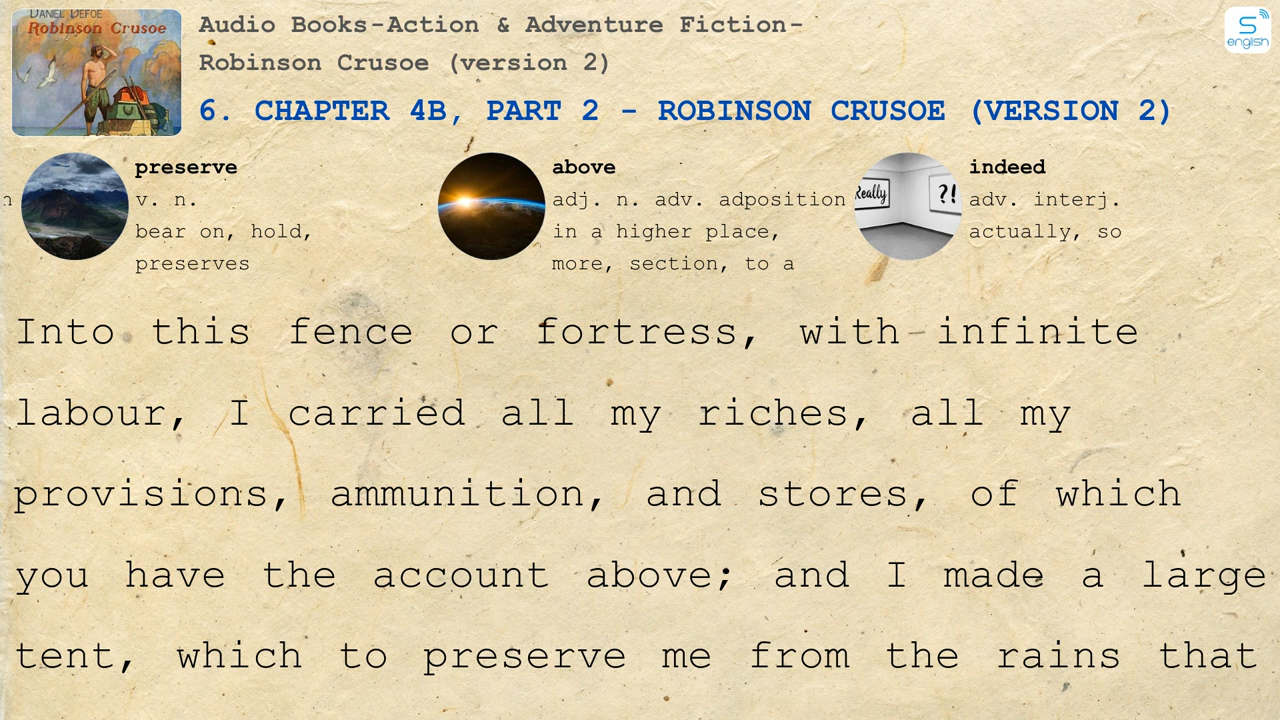 DANIEL DEFOE
Robinson Crusoe
Audio Books-Action & Adventure Fiction-
Robinson Crusoe (version 2)
6. CHAPTER 4B, PART 2 - ROBINSON CRUSOE (VERSION 2)
S
english
n
preserve
v. n.
bear on, hold,
preserves
above
adj. n. adv. adposition
in a higher place,
more, section, to a
Really
?!
indeed
adv. interj.
actually, so
Into this fence or fortress, with infinite
labour, I carried all my riches, all my
provisions, ammunition, and stores, of which
you have the account above; and I made a large
tent, which to preserve me from the rains that